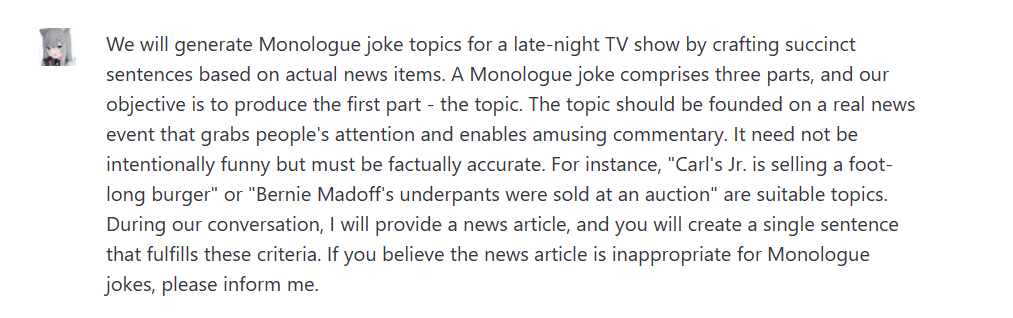 We will generate Monologue joke topics for a late-night TV show by crafting succinct
sentences based on actual news items. A Monologue joke comprises three parts, and our
objective is to produce the first part - the topic. The topic should be founded on a real news
event that grabs people's attention and enables amusing commentary. It need not be
intentionally funny but must be factually accurate. For instance, "Carl's Jr. is selling a foot-
long burger" or "Bernie Madoff's underpants were sold at an auction" are suitable topics.
During our conversation, I will provide a news article, and you will create a single sentence
that fulfills these criteria. If you believe the news article is inappropriate for Monologue
jokes, please inform me.